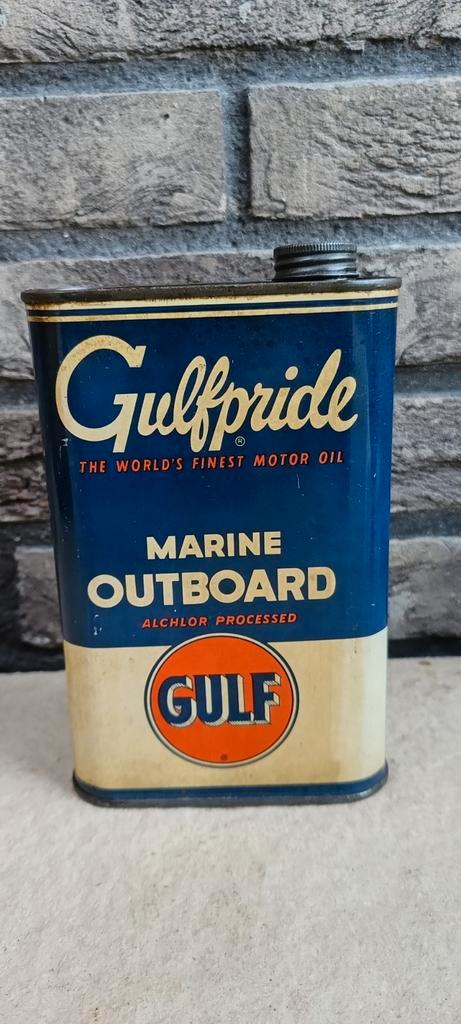 Gulfpride
®
THE WORLD'S FINEST MOTOR OIL
MARINE
OUTBOARD
ALCHLOR PROCESSED
GULF
®